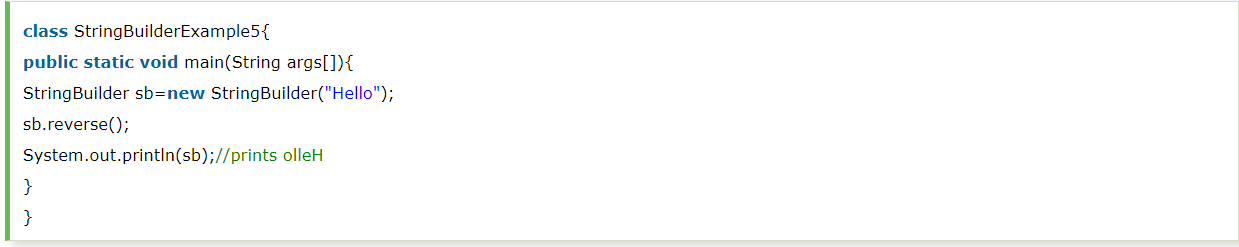 class StringBuilderExample5{
public static void main(String args[]){
StringBuilder sb=new StringBuilder("Hello");
sb.reverse();
System.out.println(sb);//prints olleH
}
}